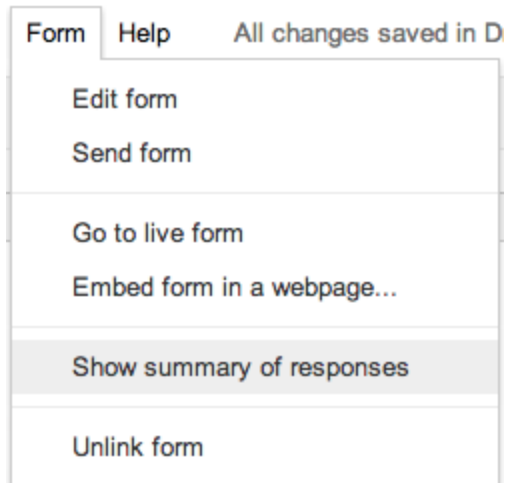 Form Help All changes saved in D
Edit form
Send form
Go to live form
Embed form in a webpage...
Show summary of responses
Unlink form